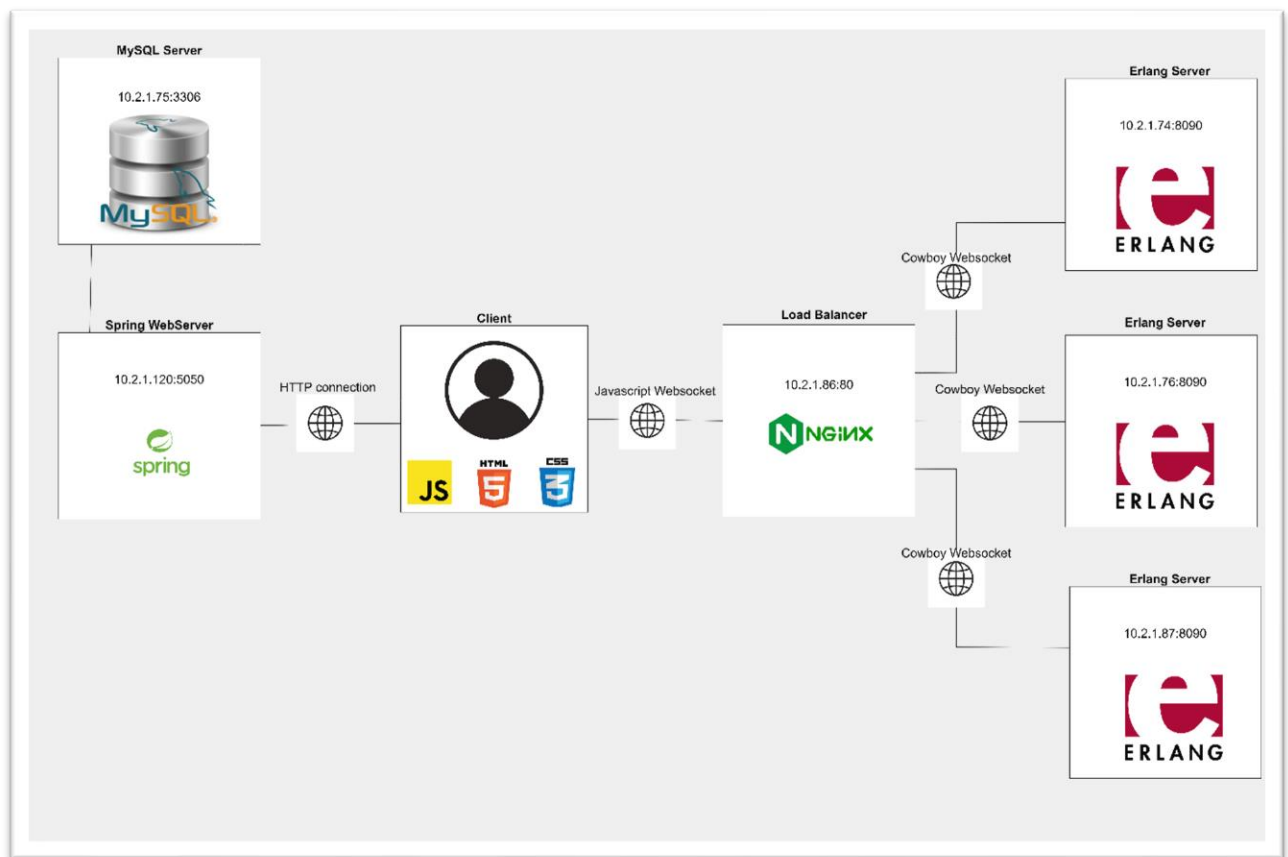 MySQL Server
10.2.1.75:3306
MySQL
Spring WebServer
10.2.1.120:5050
spring
HTTP connection
Client
JS
HTML
5
CSS
3
Javascript Websocket
Load Balancer
10.2.1.86:80
N NGiNX
Cowboy Websocket
Cowboy Websocket
Cowboy Websocket
Erlang Server
10.2.1.74:8090
e
ERLANG
Erlang Server
10.2.1.76:8090
e
ERLANG
Erlang Server
10.2.1.87:8090
e
ERLANG